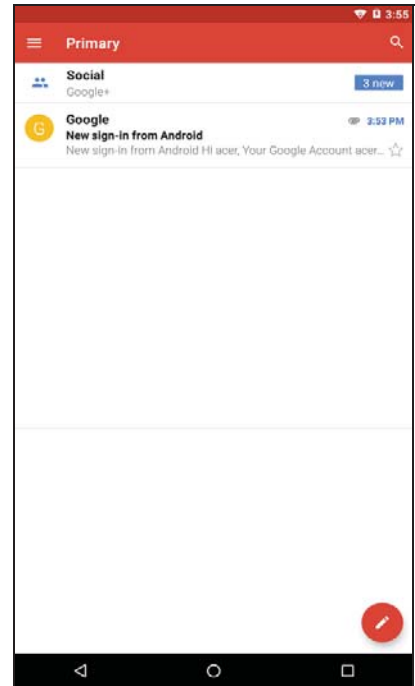 3:55
Primary
Social
Google+
3 new
G
Google
3:53 PM
New sign-in from Android
New sign-in from Android Hi acer, Your Google Account acer...